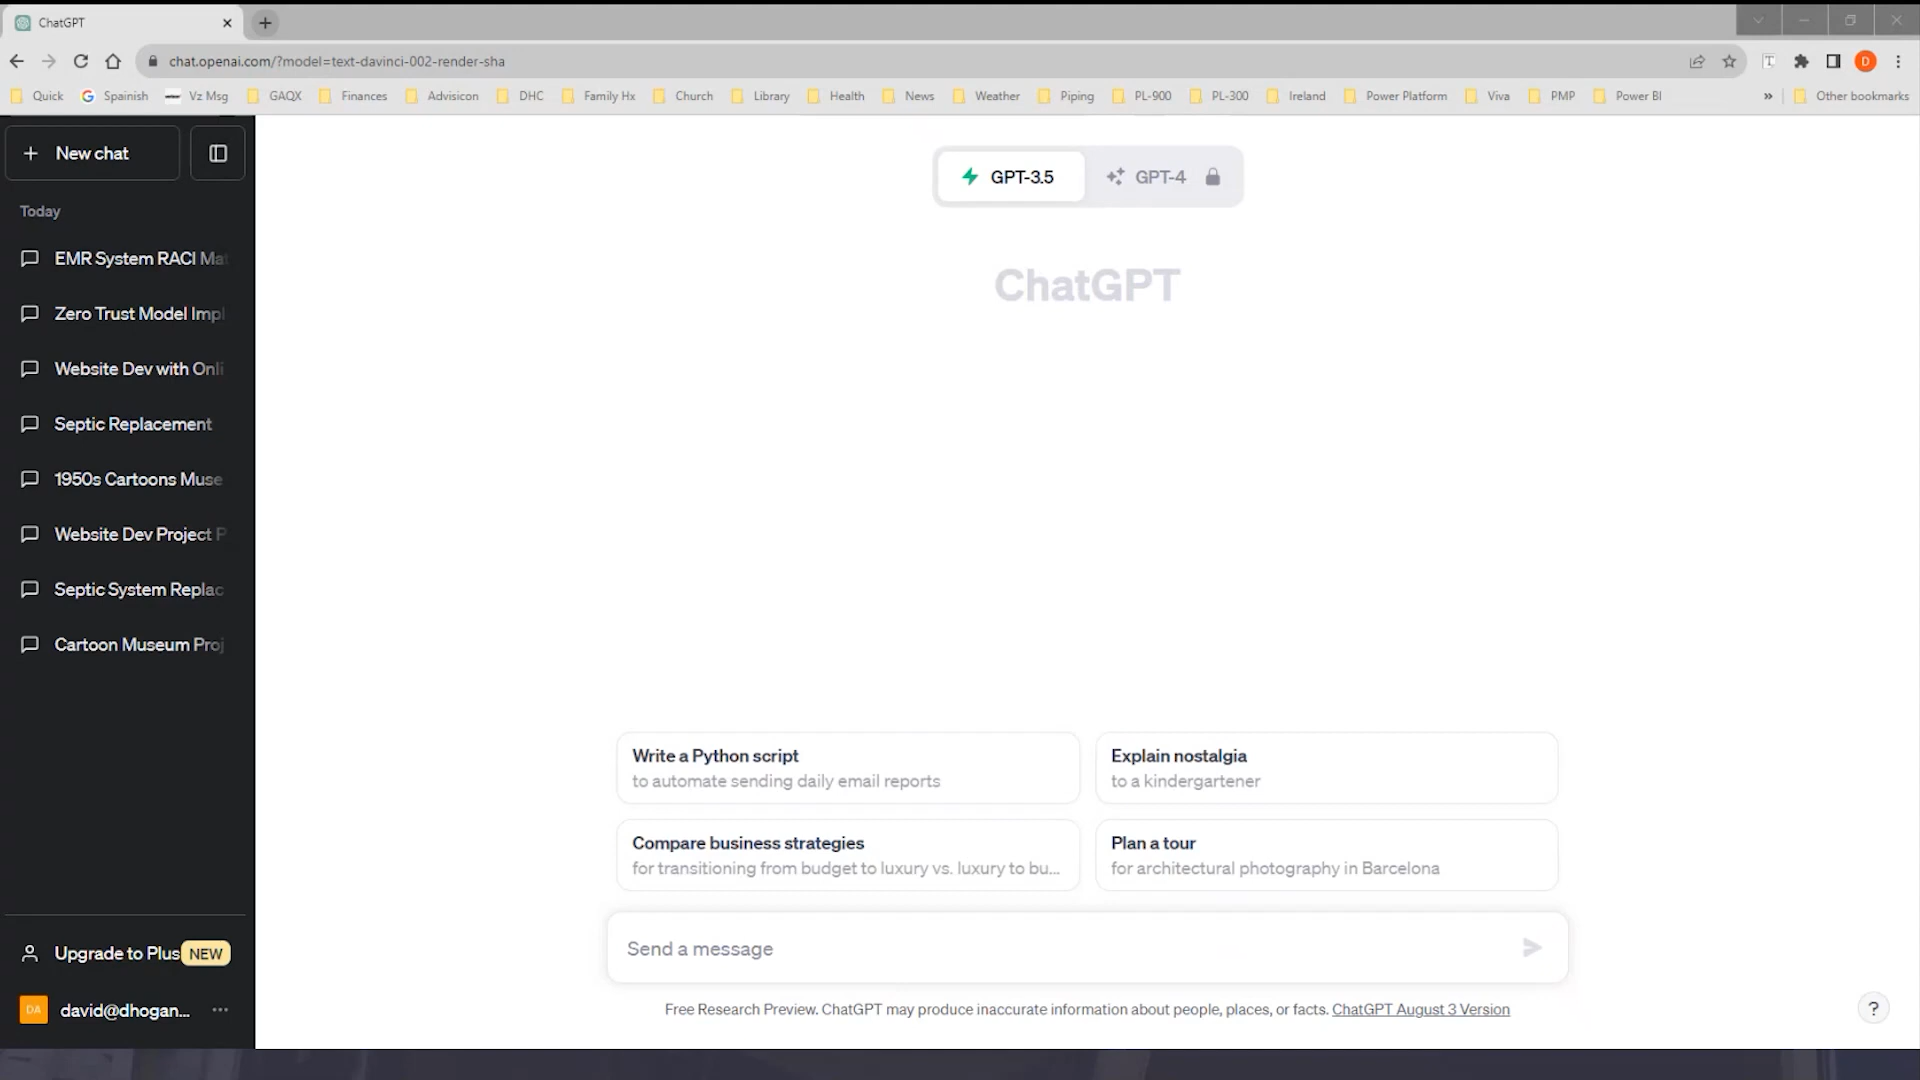 ChatGPT
chat.openai.com/?model=text-davinci-002-render-sha
D
Quick Spainish Vz Msg GAQX Finances Advisicon DHC Family Hx Church Library Health News Weather Piping PL-900 PL-300 Ireland Power Platform Viva PMP Power BI » Other bookmarks
New chat
Today
EMR System RACI Mat
Zero Trust Model Impl
Website Dev with Onli
Septic Replacement
1950s Cartoons Muse
Website Dev Project P
Septic System Replac
Cartoon Museum Proj
Upgrade to Plus NEW
DA david@dhogan...
GPT-3.5 GPT-4
ChatGPT
Write a Python script
to automate sending daily email reports
Explain nostalgia
to a kindergartener
Compare business strategies
for transitioning from budget to luxury vs. luxury to bu...
Plan a tour
for architectural photography in Barcelona
Send a message
Free Research Preview. ChatGPT may produce inaccurate information about people, places, or facts. ChatGPT August 3 Version
?